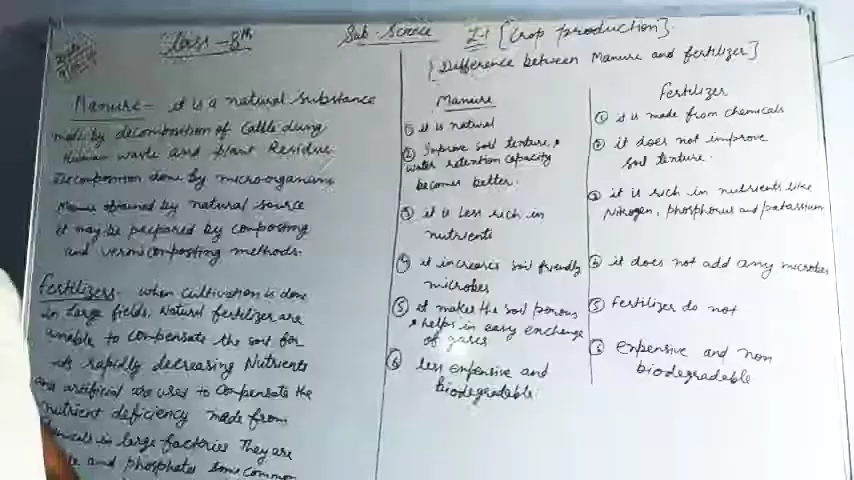 Class - 8th
Sub Science L1 [Crop production]
Manure - it is a natural substance
made by decomposition of Cattle dung
Human waste and plant Residue
Decomposition done by microorganisms
Manure obtained by natural source
it may be prepared by composting
and vermicomposting methods.
Fertilizers - when cultivation is done
in large fields, Natural fertilizer are
unable to compensate the soil for
its rapidly decreasing Nutrients
and artificial are used to compensate the
nutrient deficiency made from
chemicals in large factories They are
and phosphates some common
[Difference between Manure and fertilizer]
Manure
① it is natural
② Improve soil tenture,
water retention capacity
becomes better.
③ it is less rich in
nutrients
④ it increases soil friendly
microbes
⑤ it makes the soil porous
helps in easy exchange
of gases
⑥ less expensive and
biodegradable
Fertilizer
① it is made from chemicals
② it does not improve
soil tenture.
③ it is rich in nutrients like
Nitrogen, phosphorus and patassium
④ it does not add any microbes
⑤ Fertilizer do not
⑥ expensive and non
biodegradable